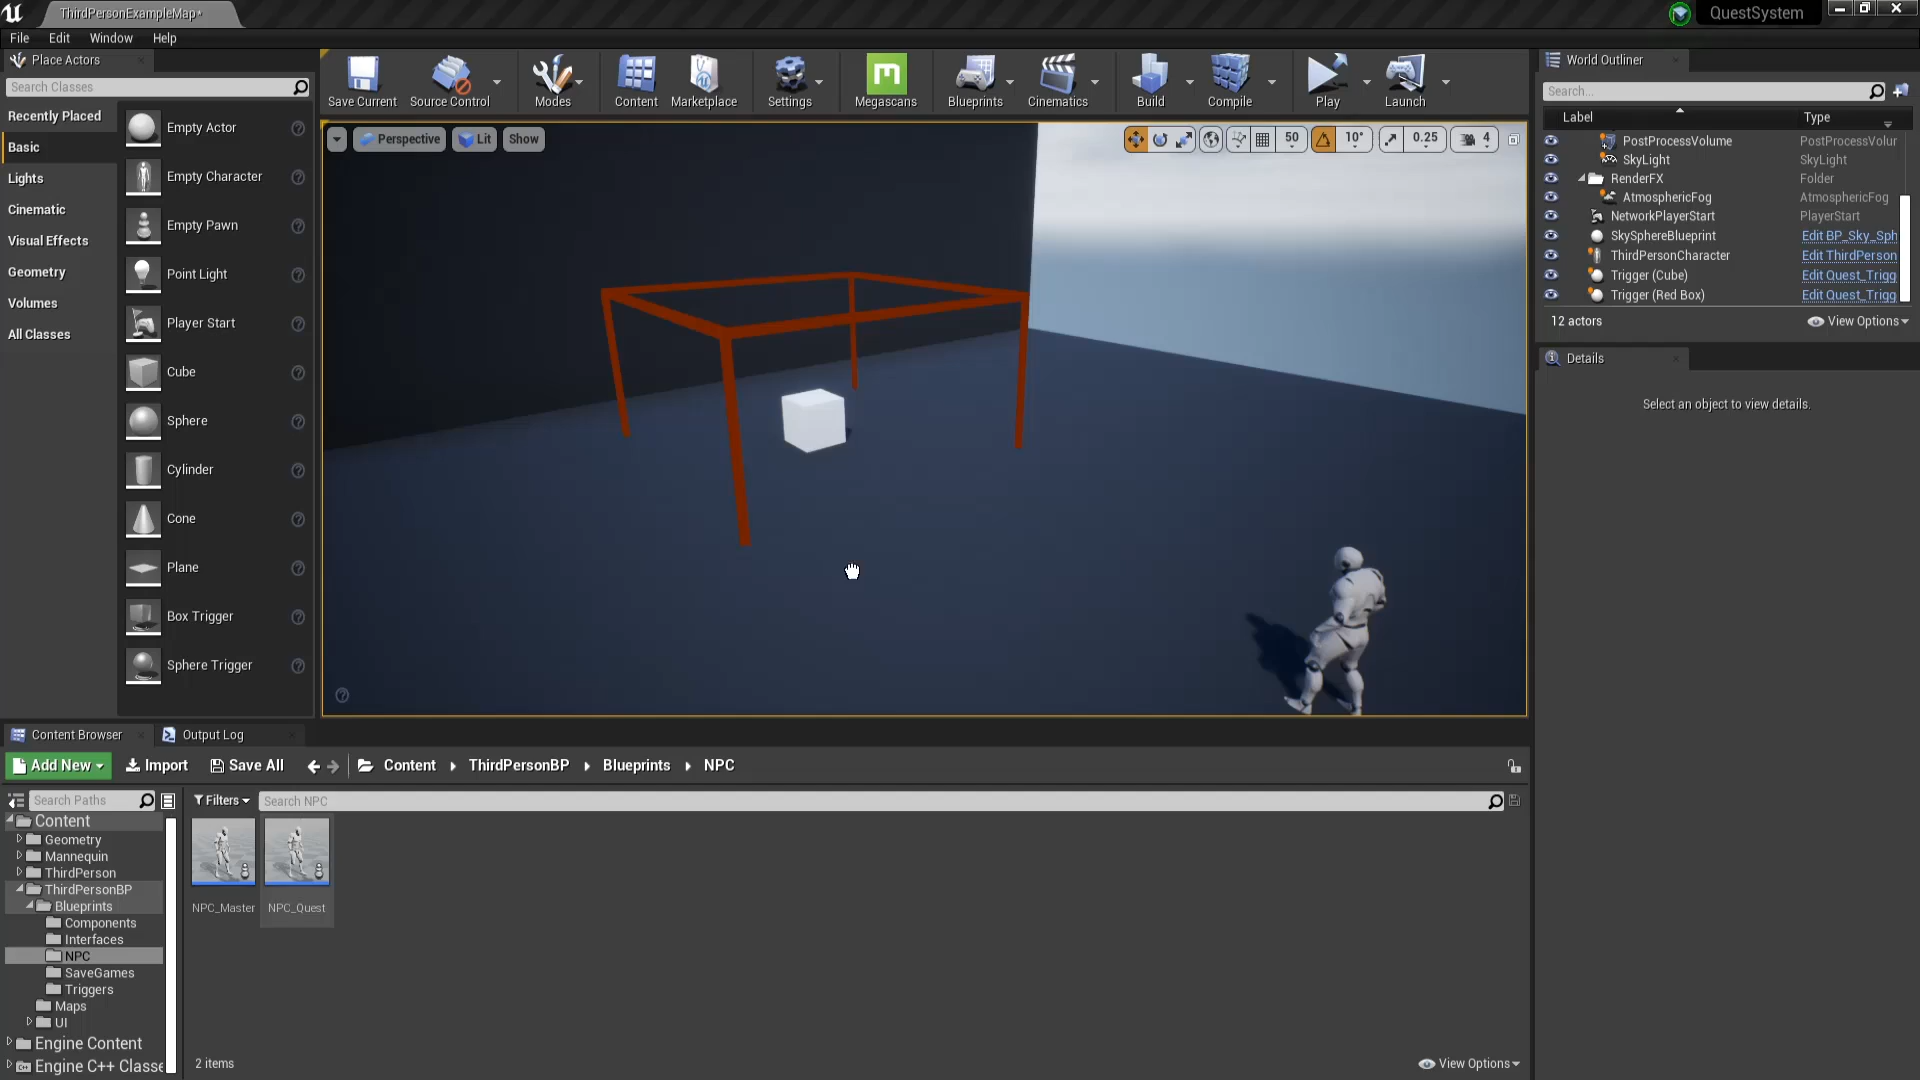 ThirdPersonExampleMap*
QuestSystem
File Edit Window Help
Place Actors
Search Classes
Recently Placed
Basic
Lights
Cinematic
Visual Effects
Geometry
Volumes
All Classes
Empty Actor
Empty Character
Empty Pawn
Point Light
Player Start
Cube
Sphere
Cylinder
Cone
Plane
Box Trigger
Sphere Trigger
Save Current Source Control Modes Content Marketplace Settings Megascans Blueprints Cinematics Build Compile Play Launch
Perspective Lit Show
50 10° 0.25 4
World Outliner
Search...
Label Type
PostProcessVolume PostProcessVolur
SkyLight SkyLight
RenderFX Folder
AtmosphericFog AtmosphericFog
NetworkPlayerStart PlayerStart
SkySphereBlueprint Edit BP_Sky_Sph
ThirdPersonCharacter Edit ThirdPerson
Trigger (Cube) Edit Quest_Trigg
Trigger (Red Box) Edit Quest_Trigg
12 actors View Options
Details
Select an object to view details.
Content Browser Output Log
Add New Import Save All Content ThirdPersonBP Blueprints NPC
Search Paths
Filters Search NPC
Content
Geometry
Mannequin
ThirdPerson
ThirdPersonBP
Blueprints
Components
Interfaces
NPC
SaveGames
Triggers
Maps
UI
Engine Content
Engine C++ Classe
NPC_Master NPC_Quest
2 items View Options